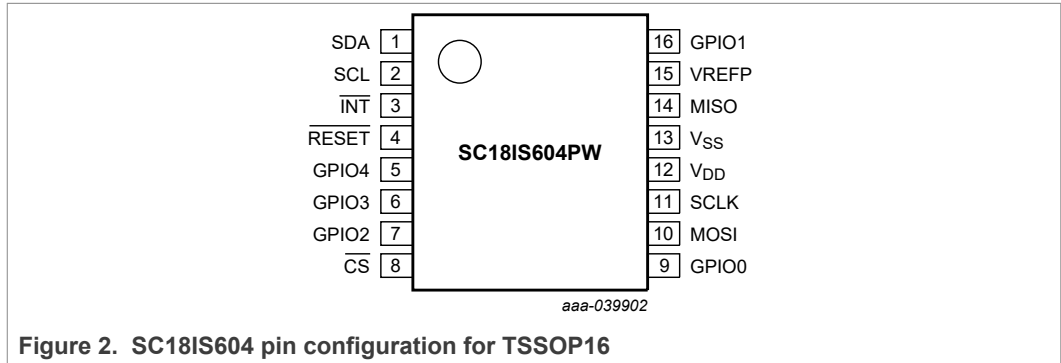 SDA 1
SCL 2
INT 3
RESET 4
GPIO4 5
GPIO3 6
GPIO2 7
CS 8
SC18IS604PW
16 GPIO1
15 VREFP
14 MISO
13 VSS
12 VDD
11 SCLK
10 MOSI
9 GPIO0
aaa-039902
Figure 2. SC18IS604 pin configuration for TSSOP16